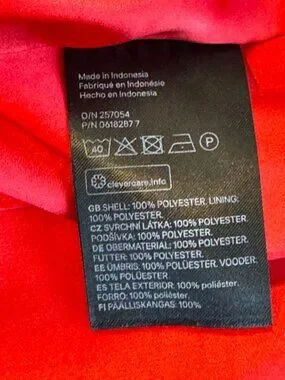 Made in Indonesia
Fabriqué en Indonésie
Hecho en Indonesia
O/N 257054
P/N 0618287 7
40 P
clevercare.info
GB SHELL: 100% POLYESTER, LINING:
100% POLYESTER.
CZ SVRCHNÍ LÁTKA: 100% POLYESTER.
PODŠÍVKA: 100% POLYESTER.
DE OBERMATERIAL: 100% POLYESTER.
FUTTER: 100% POLYESTER.
EE ÜMBRIS: 100% POLÜESTER. VOODER:
100% POLÜESTER
ES TELA EXTERIOR: 100% poliéster.
FORRO: 100% poliéster.
FI PÄÄLLISKANGAS: 100%